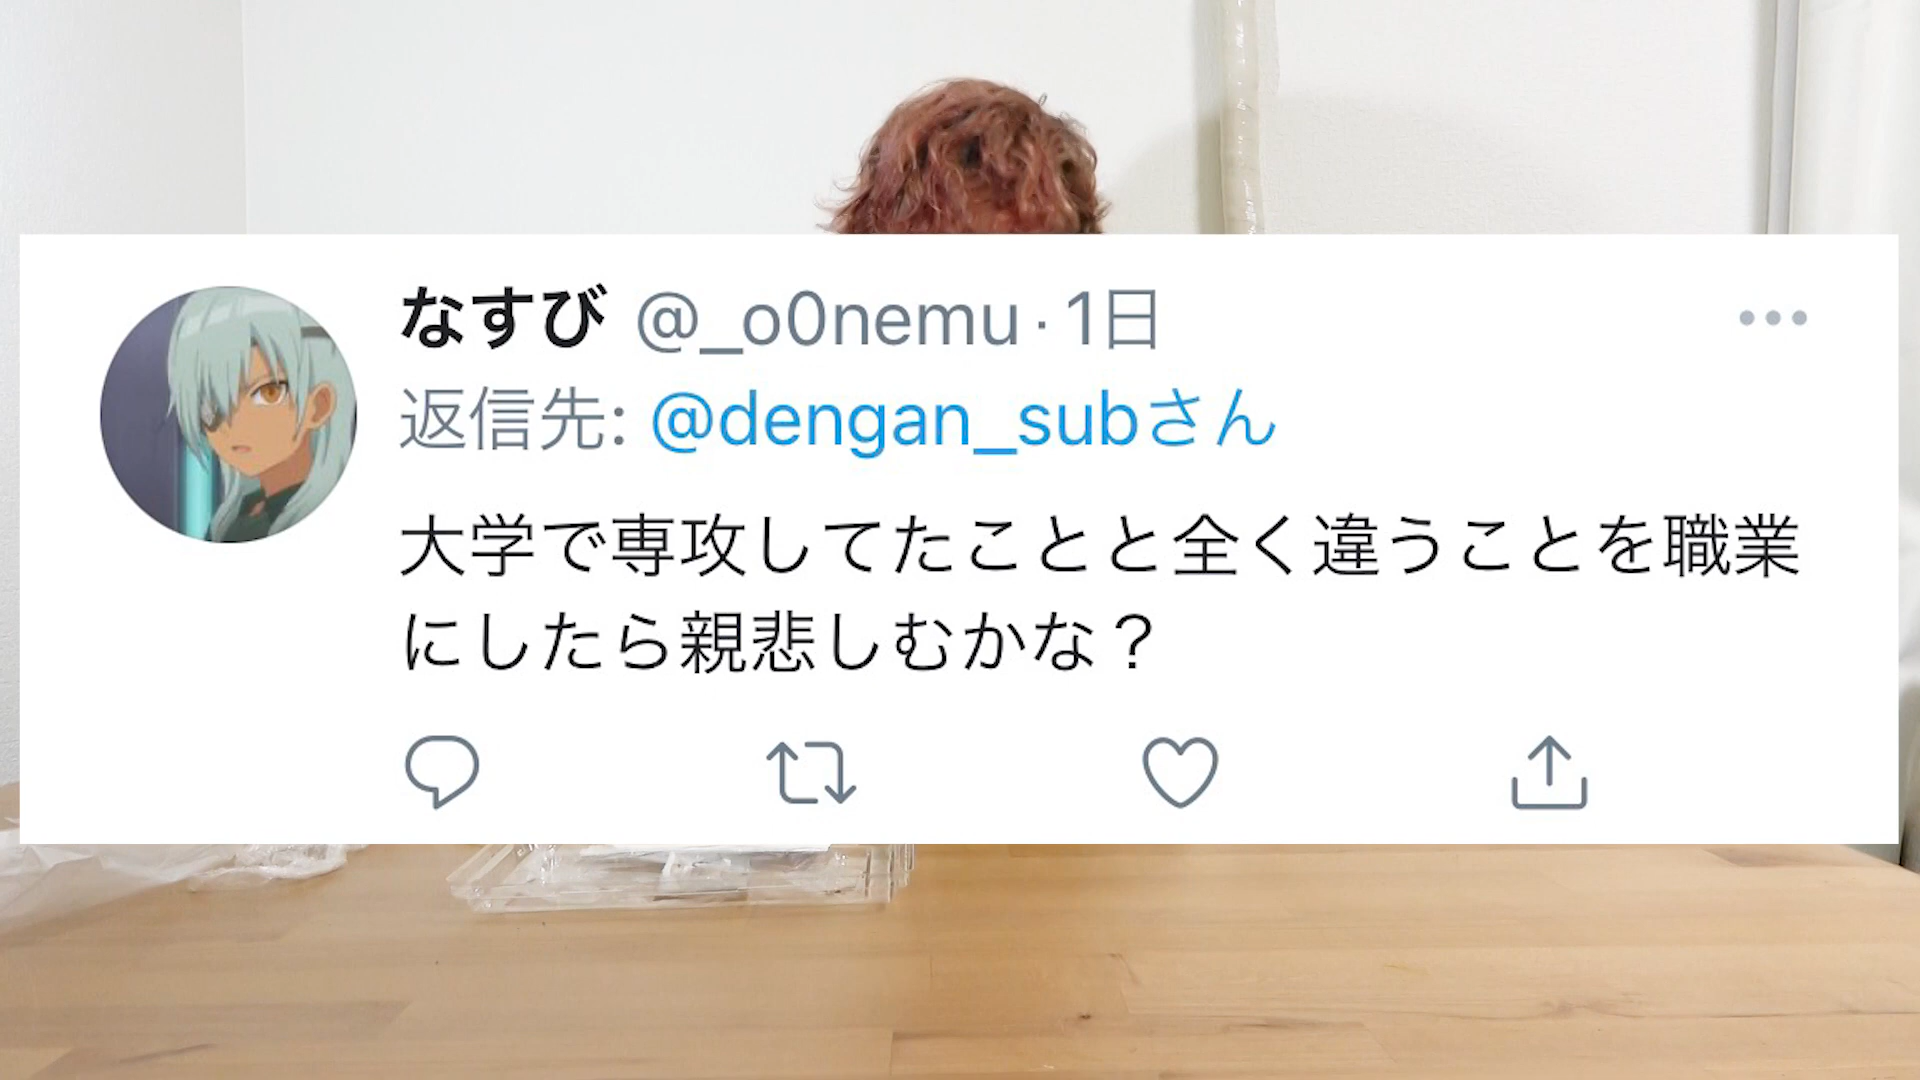 なすび @_o0nemu · 1日
返信先: @dengan_subさん
大学で専攻してたことと全く違うことを職業
にしたら親悲しむかな？